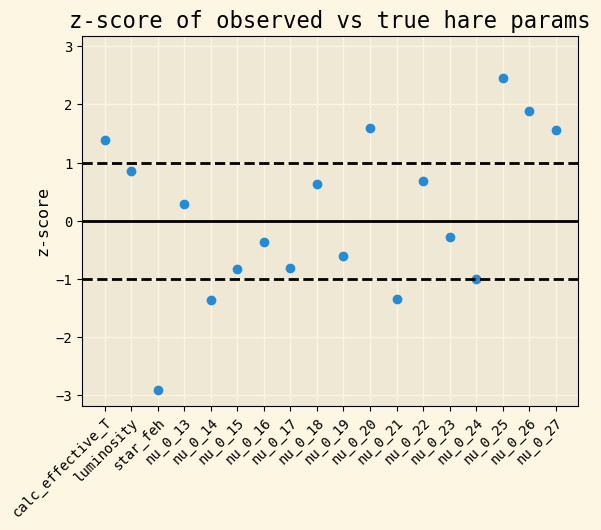 z-score of observed vs true hare params
z-score
3
2
1
0
−1
−2
−3
calc_effective_T
luminosity
star_feh
nu_0_13
nu_0_14
nu_0_15
nu_0_16
nu_0_17
nu_0_18
nu_0_19
nu_0_20
nu_0_21
nu_0_22
nu_0_23
nu_0_24
nu_0_25
nu_0_26
nu_0_27